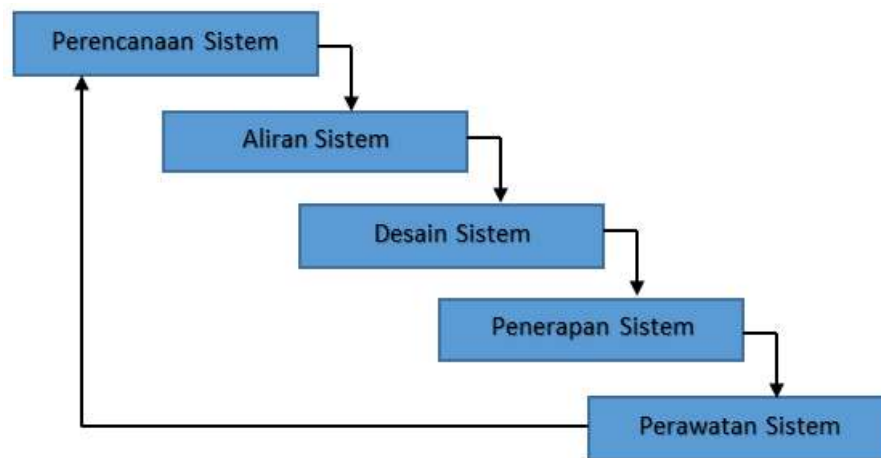 Perencanaan Sistem
Aliran Sistem
Desain Sistem
Penerapan Sistem
Perawatan Sistem